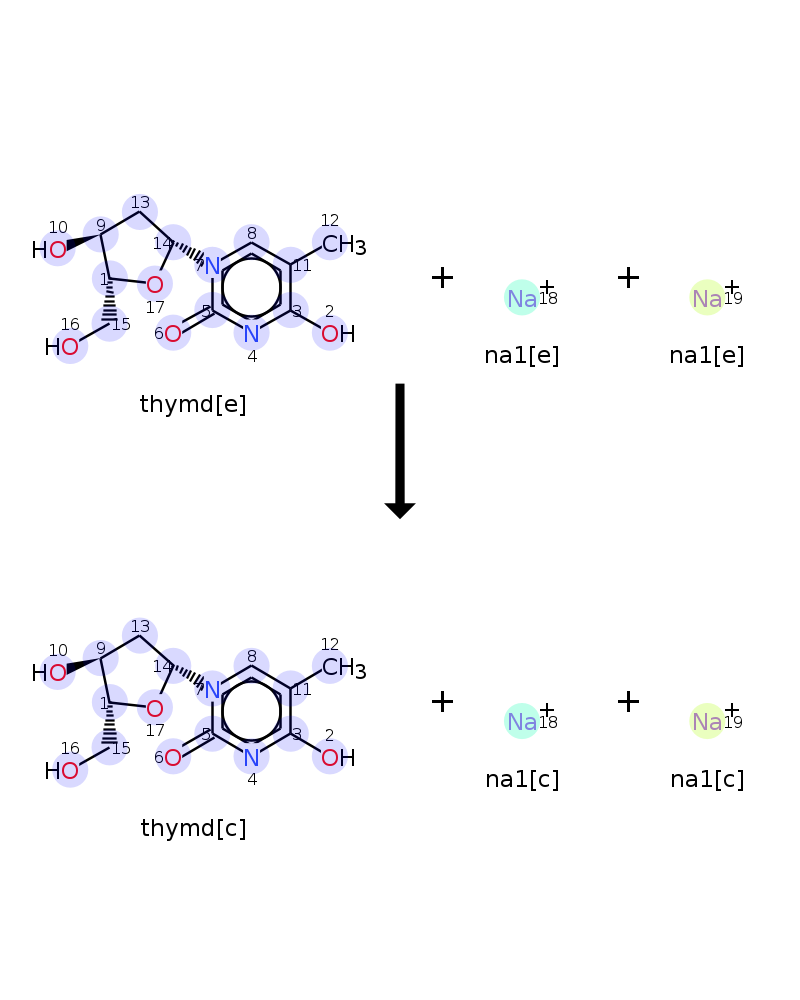 13
10 9 14 8 12
HO N CH3
7 11
1 O + Na+ + Na+
17 18 19
16 15 6 O 5 N 3 2 OH
HO 4
na1[e] na1[e]
thymd[e]
13
10 9 14 8 12
HO N CH3
7 11
1 O + Na+ + Na+
17 18 19
16 15 6 O 5 N 3 2 OH
HO 4
na1[c] na1[c]
thymd[c]